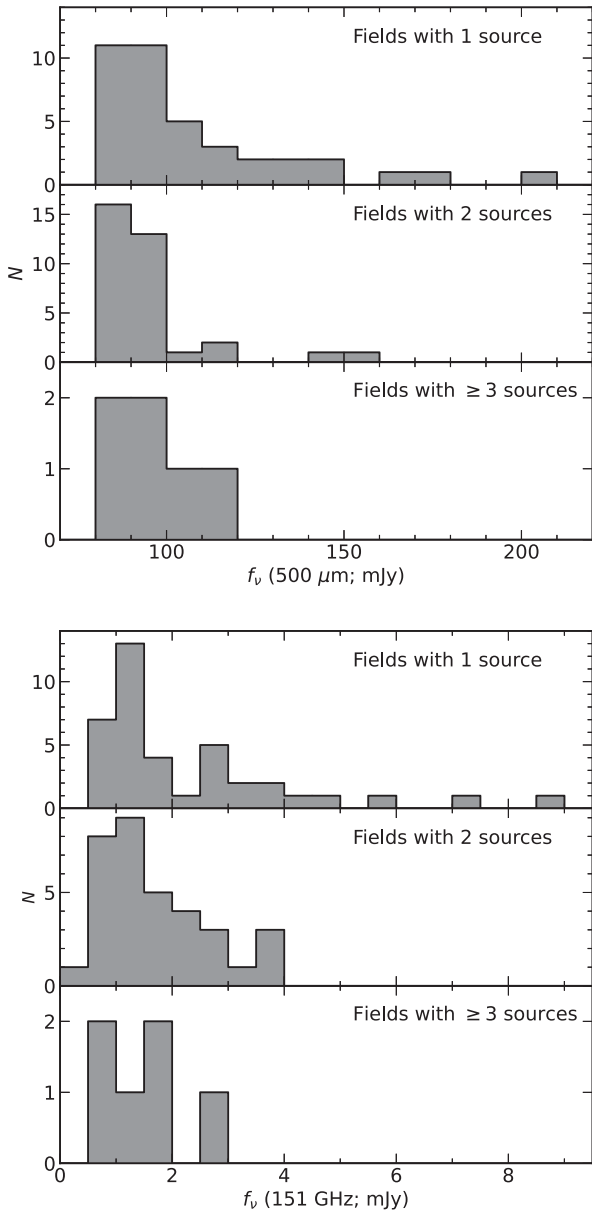 10
5
0
Fields with 1 source
15
10
5
0
N
Fields with 2 sources
2
1
0
Fields with ≥ 3 sources
100 150 200
fν (500 μm; mJy)
10
5
0
Fields with 1 source
5
0
N
Fields with 2 sources
2
1
0
Fields with ≥ 3 sources
0 2 4 6 8
fν (151 GHz; mJy)